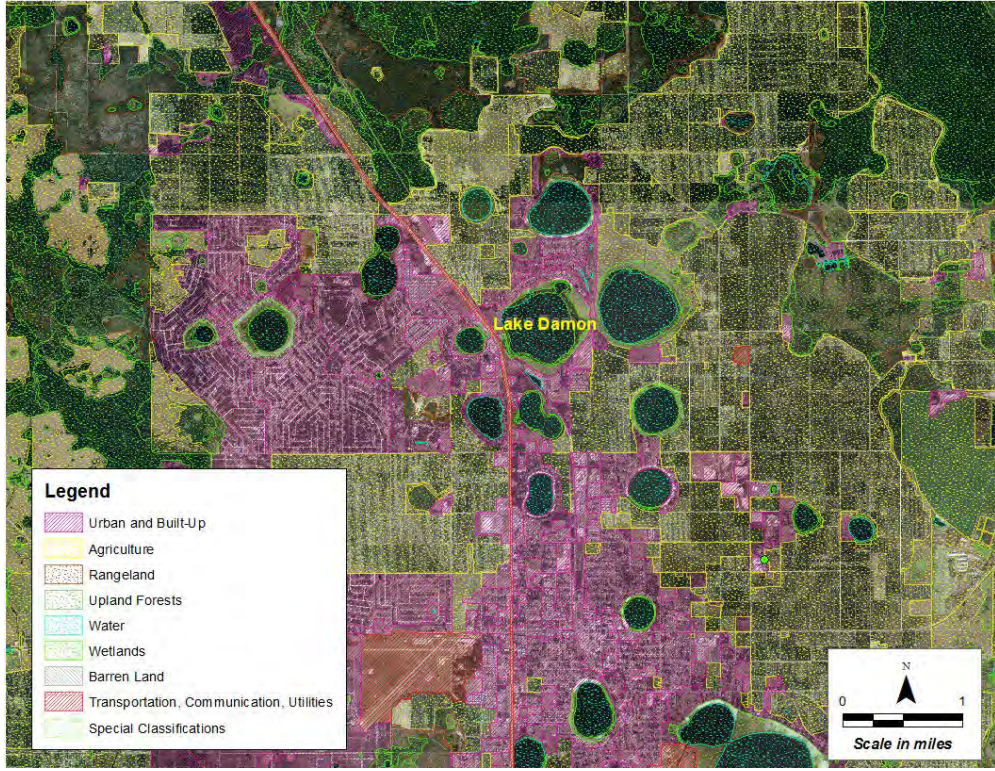 Lake Damon
Legend
Urban and Built-Up
Agriculture
Rangeland
Upland Forests
Water
Wetlands
Barren Land
Transportation, Communication, Utilities
Special Classifications
N
0 1
Scale in miles